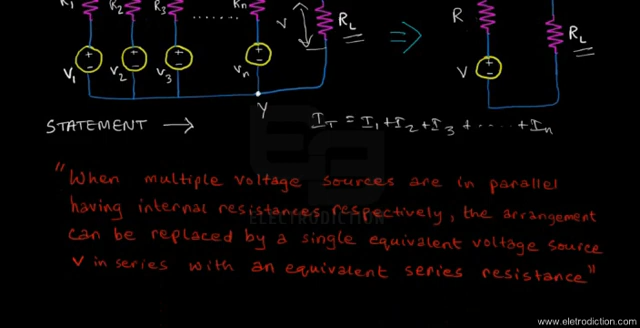 R1 R2 R3 ....... Rn V RL R RL
V1 V2 V3 Vn V
+ − + − + − + − + −
Y
STATEMENT → IT = I1 + I2 + I3 + ..... + In
"When multiple voltage sources are in parallel
having internal resistances respectively, the arrangement
ELECTRODICTION
can be replaced by a single equivalent voltage source
V in series with an equivalent series resistance"
www.eletrodiction.com